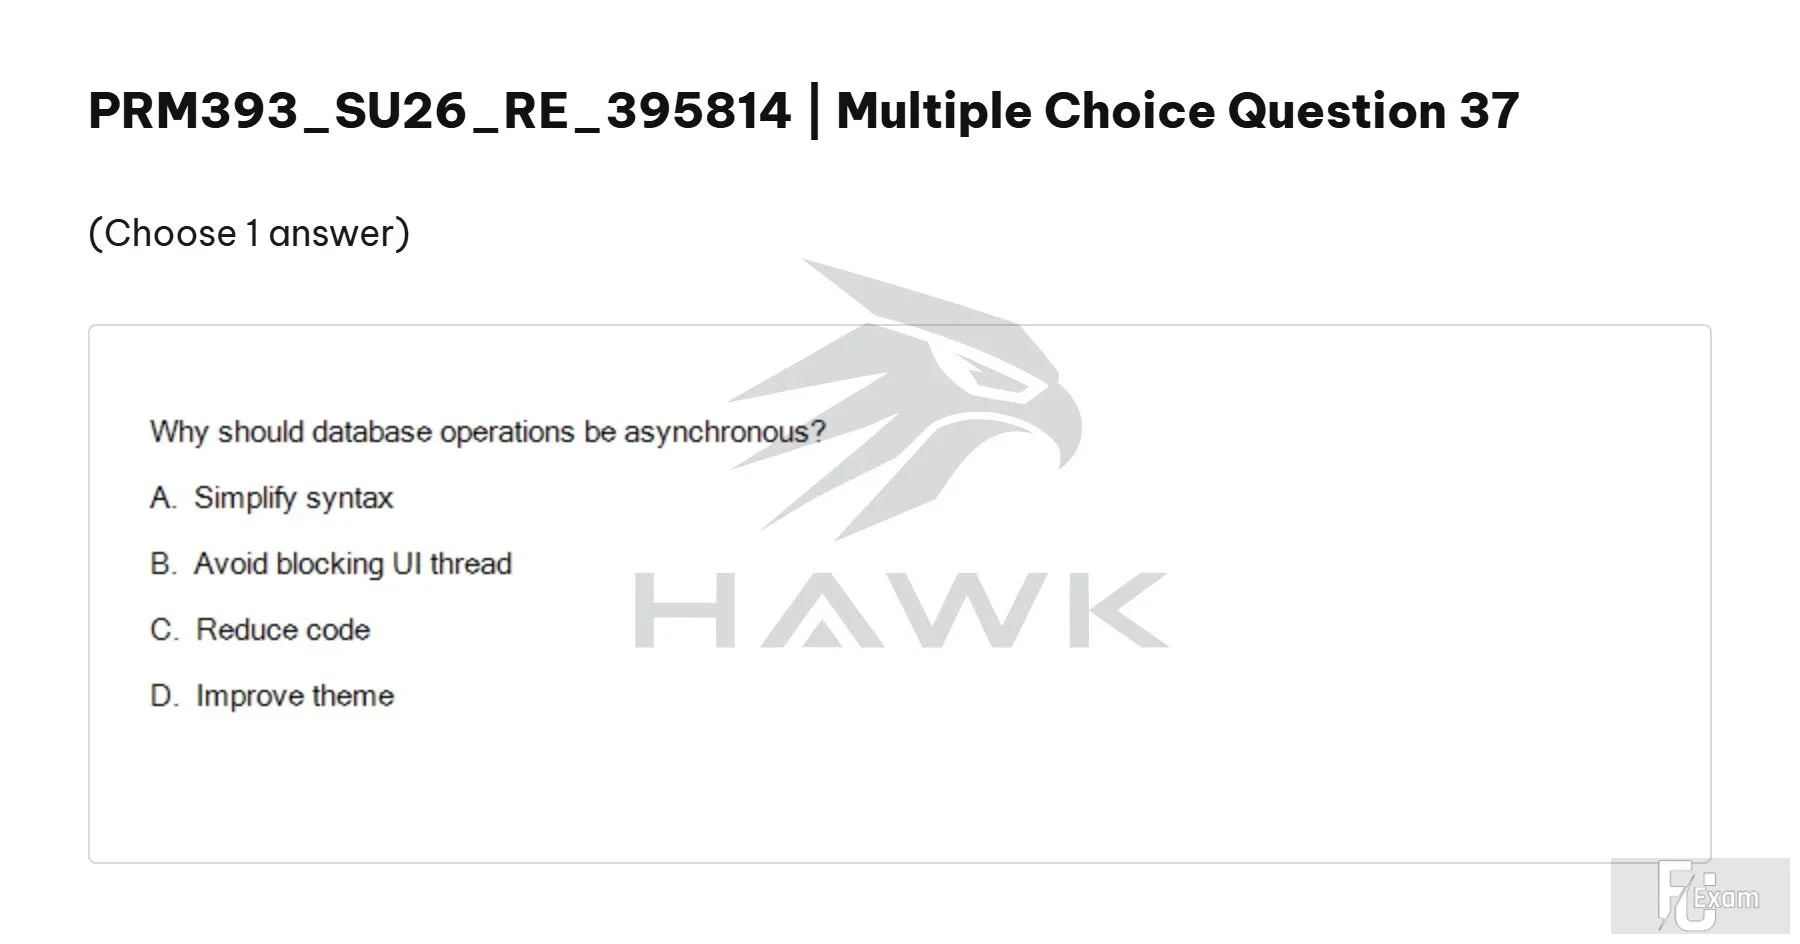 PRM393_SU26_RE_395814 | Multiple Choice Question 37
(Choose 1 answer)
Why should database operations be asynchronous?
A. Simplify syntax
B. Avoid blocking UI thread
C. Reduce code
D. Improve theme
HAWK
FU Exam